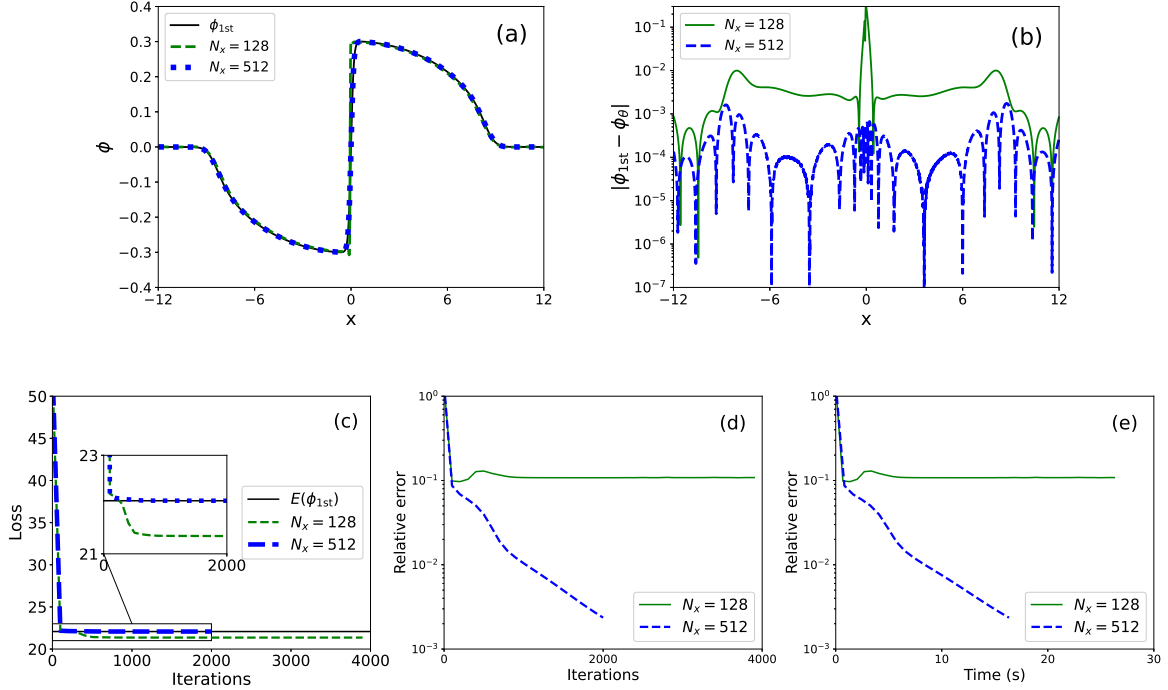 0.4
0.3
0.2
0.1
0.0
−0.1
−0.2
−0.3
−0.4
ϕ
−12
−6
0
6
12
x
ϕ1st
Nx = 128
Nx = 512
(a)
10−1
10−2
10−3
10−4
10−5
10−6
10−7
|ϕ1st − ϕθ|
−12
−6
0
6
12
x
Nx = 128
Nx = 512
(b)
50
45
40
35
30
25
20
Loss
0
1000
2000
3000
4000
Iterations
(c)
23
21
0
2000
E(ϕ1st)
Nx = 128
Nx = 512
100
10−1
10−2
10−3
Relative error
0
2000
4000
Iterations
(d)
Nx = 128
Nx = 512
100
10−1
10−2
10−3
Relative error
0
10
20
30
Time (s)
(e)
Nx = 128
Nx = 512